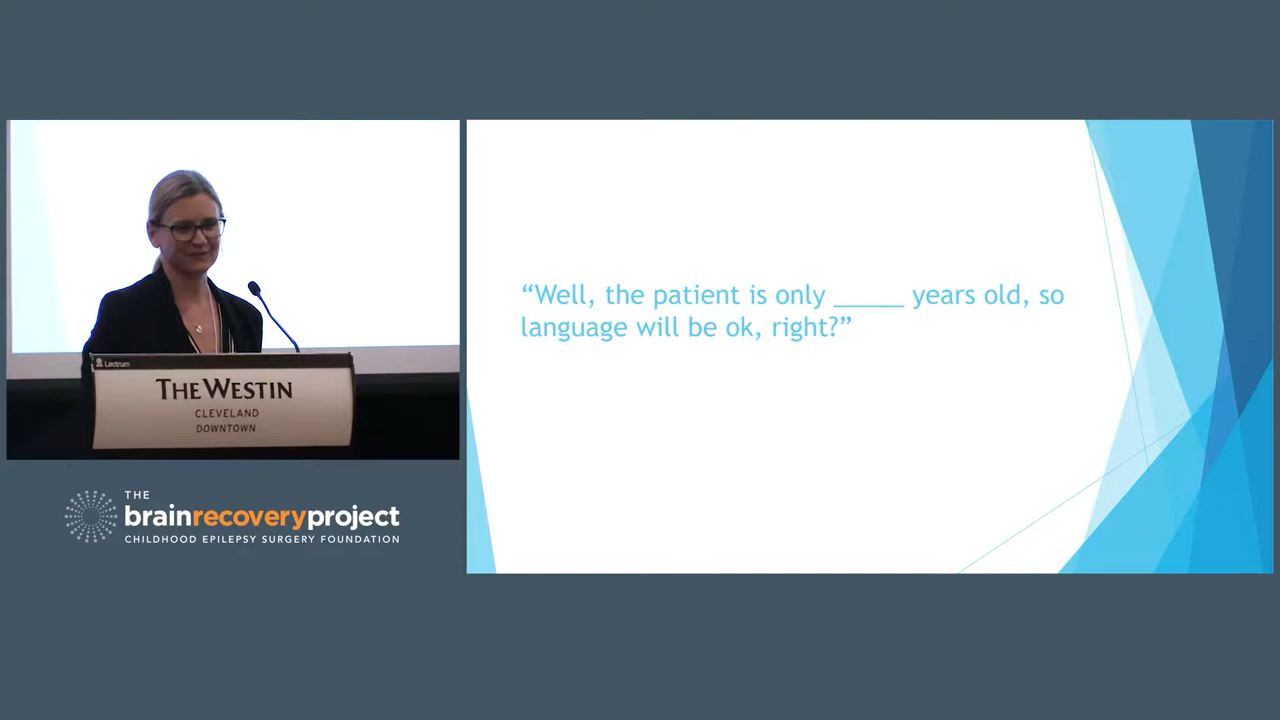 Lectrum
THE WESTIN
CLEVELAND
DOWNTOWN
THE
brainrecoveryproject
CHILDHOOD EPILEPSY SURGERY FOUNDATION
“Well, the patient is only _____ years old, so
language will be ok, right?”